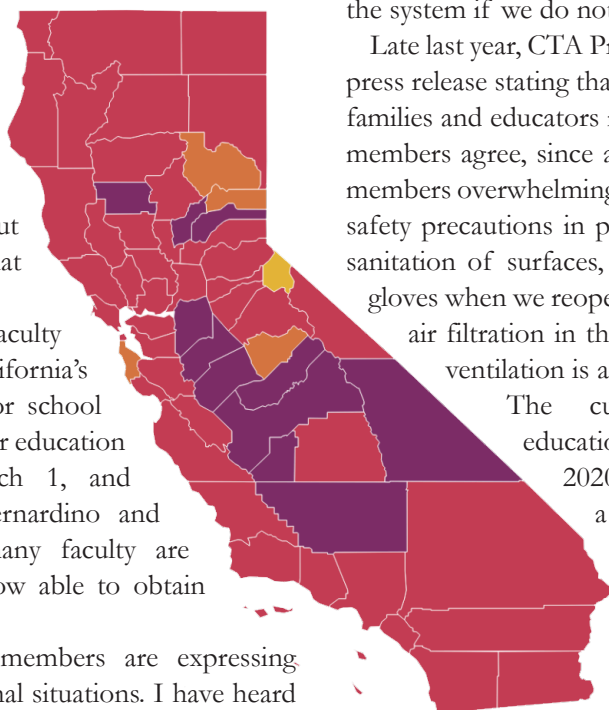 ut
at
aculty
ifornia's
or school
r education
ch 1, and
ernardino and
any faculty are
ow able to obtain
members are expressing
nal situations. I have heard
the system if we do not
Late last year, CTA Pr
press release stating tha
families and educators
members agree, since a
members overwhelming
safety precautions in p
sanitation of surfaces,
gloves when we reope
air filtration in th
ventilation is a
The cu
educatio
2020
a